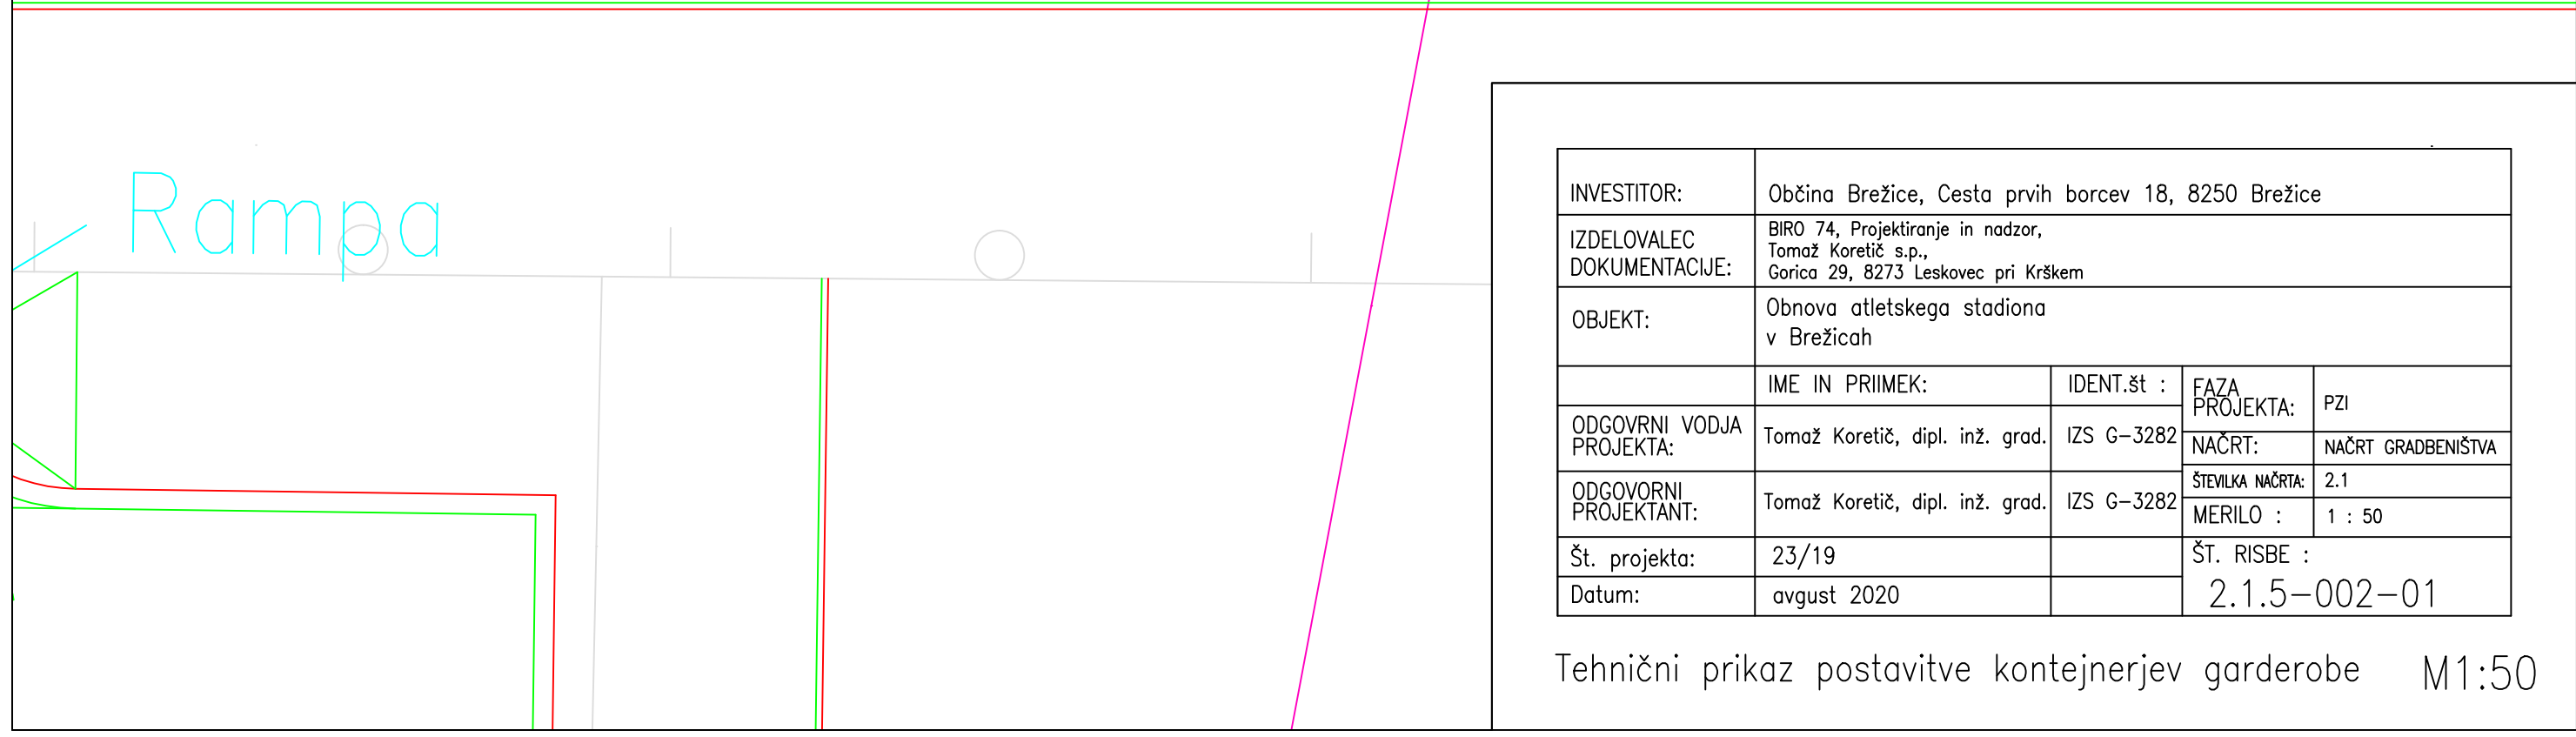 Rampa
INVESTITOR: Občina Brežice, Cesta prvih borcev 18, 8250 Brežice
IZDELOVALEC
DOKUMENTACIJE:
BIRO 74, Projektiranje in nadzor,
Tomaž Koretič s.p.,
Gorica 29, 8273 Leskovec pri Krškem
OBJEKT:
Obnova atletskega stadiona
v Brežicah
IME IN PRIIMEK: IDENT.št :
FAZA
PROJEKTA:
PZI
ODGOVRNI VODJA
PROJEKTA:
Tomaž Koretič, dipl. inž. grad. IZS G-3282
NAČRT: NAČRT GRADBENIŠTVA
ŠTEVILKA NAČRTA: 2.1
ODGOVORNI
PROJEKTANT:
Tomaž Koretič, dipl. inž. grad. IZS G-3282
MERILO : 1 : 50
Št. projekta: 23/19
ŠT. RISBE :
2.1.5-002-01
Datum: avgust 2020
Tehnični prikaz postavitve kontejnerjev garderobe M1:50